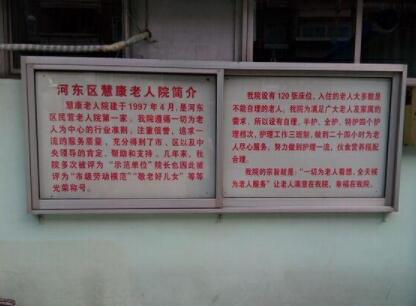 河东区慧康老人院简介
慧康老人院建于1997年4月,是河东
区民营老人院第一家。我院遵循一切为老
人为中心的行业准则,注重信誉,追求一
流的服务质量,充分得到了市、区以及中
央领导的肯定、帮助和支持。几年来,我
院多次被评为“示范单位”院长也因此被
评为“市级劳动模范”“敬老好儿女”等等
光荣称号。
我院设有120张床位,入住的老人大多数是
不能自理的老人。我院为满足广大老人及家属的
需求,所以设有自理、半护、全护、特护四个护
理档次,护理工作三班制,做到二十四小时为老
人尽心服务,努力做到护理一流,伙食营养搭配
合理。
我院的宗旨就是:“一切为老人着想,全天候
为老人服务”让老人满意在我院,幸福在我院。